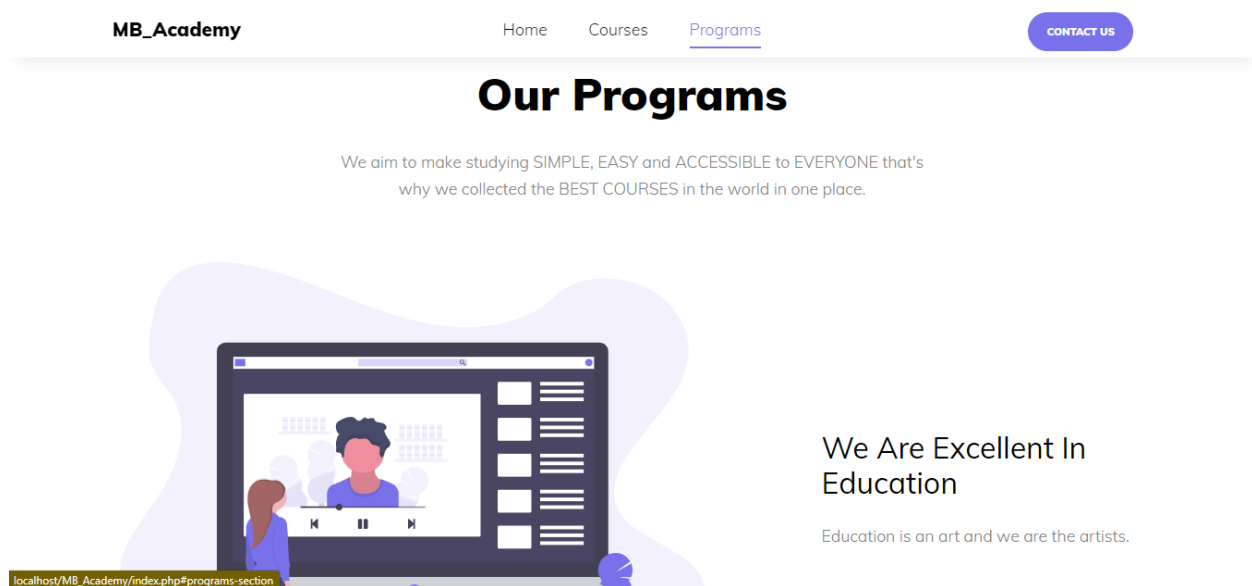 MB_Academy
Home Courses Programs
CONTACT US
Our Programs
We aim to make studying SIMPLE, EASY and ACCESSIBLE to EVERYONE that's
why we collected the BEST COURSES in the world in one place.
We Are Excellent In
Education
Education is an art and we are the artists.
localhost/MB_Academy/index.php#programs-section